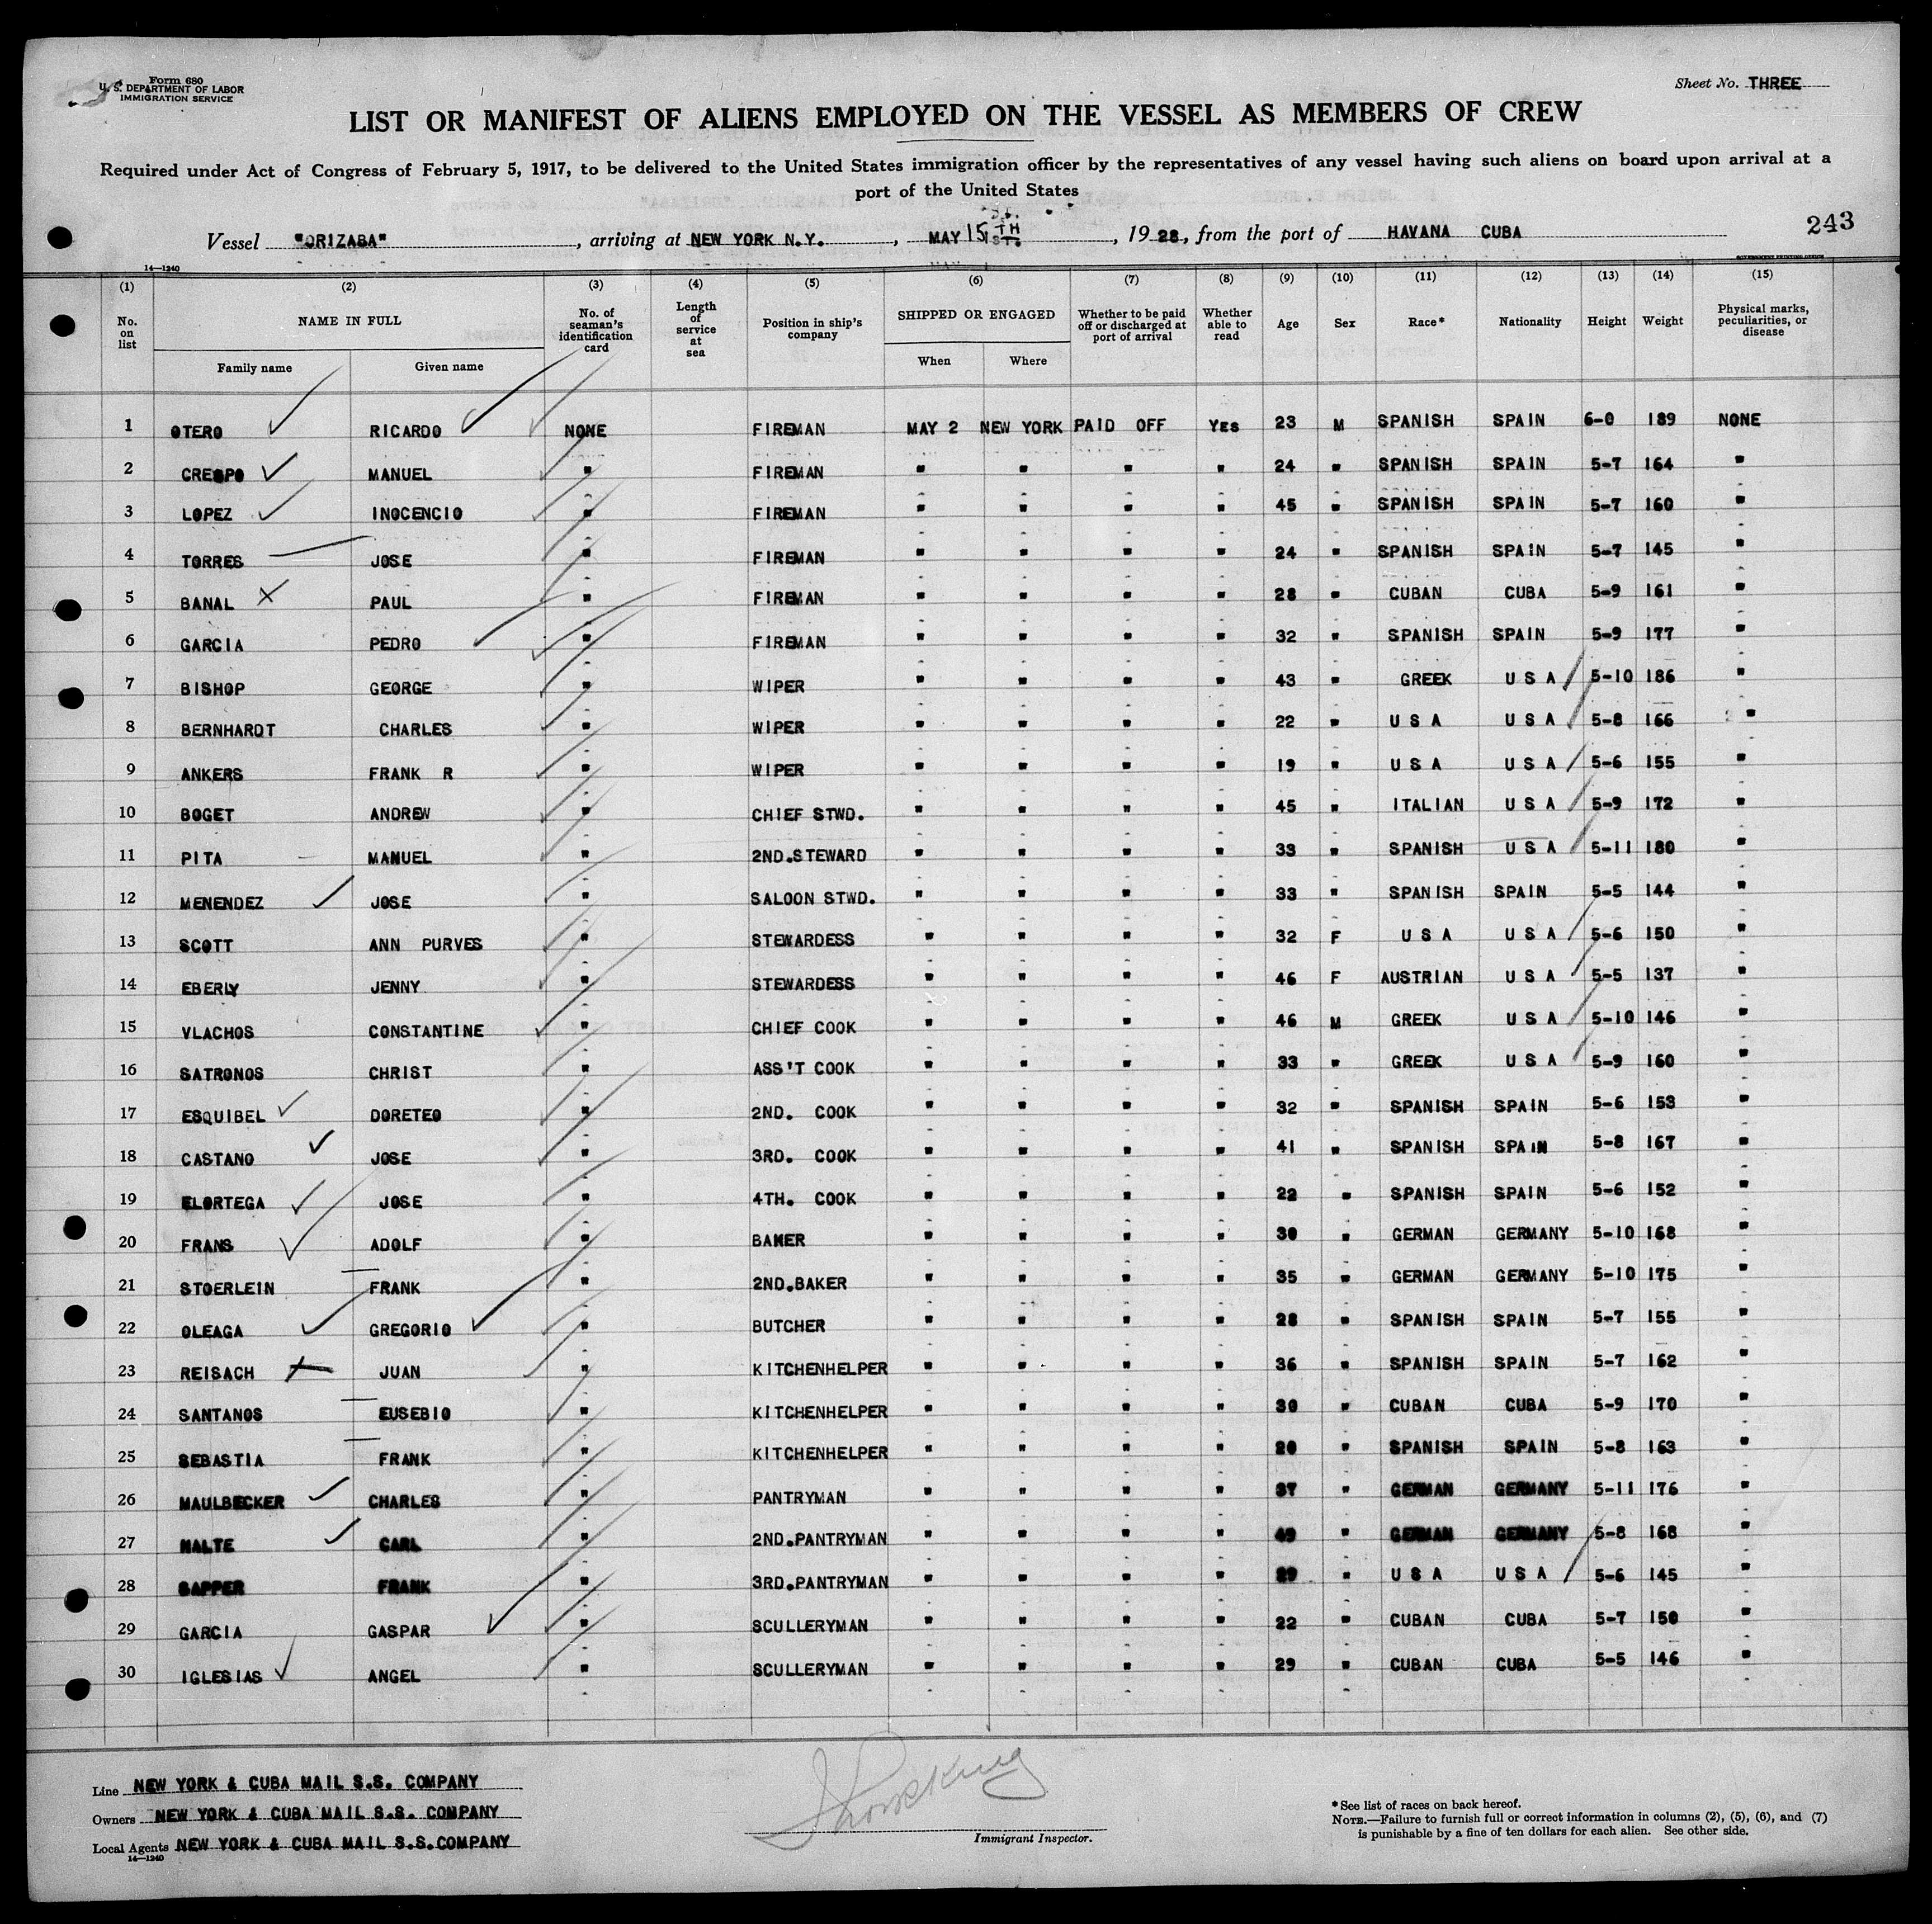 Form 680
U. S. DEPARTMENT OF LABOR
IMMIGRATION SERVICE
Sheet No. THREE
LIST OR MANIFEST OF ALIENS EMPLOYED ON THE VESSEL AS MEMBERS OF CREW
Required under Act of Congress of February 5, 1917, to be delivered to the United States immigration officer by the representatives of any vessel having such aliens on board upon arrival at a
port of the United States
Vessel "ORIZABA", arriving at NEW YORK N.Y., MAY 15TH, 1928, from the port of HAVANA CUBA
243
14—1240
(1) (2) (3) (4) (5) (6) (7) (8) (9) (10) (11) (12) (13) (14) (15)
No. on list NAME IN FULL Family name Given name No. of seaman's identification card Length of service at sea Position in ship's company SHIPPED OR ENGAGED When Where Whether to be paid off or discharged at port of arrival Whether able to read Age Sex Race* Nationality Height Weight Physical marks, peculiarities, or disease
1 OTERO RICARDO NONE FIREMAN MAY 2 NEW YORK PAID OFF YES 23 M SPANISH SPAIN 6-0 189 NONE
2 CRESPO MANUEL " FIREMAN " " " " 24 " SPANISH SPAIN 5-7 164 "
3 LOPEZ INOCENCIO " FIREMAN " " " " 45 " SPANISH SPAIN 5-7 160 "
4 TORRES JOSE " FIREMAN " " " " 24 " SPANISH SPAIN 5-7 145 "
5 BANAL PAUL " FIREMAN " " " " 28 " CUBAN CUBA 5-9 161 "
6 GARCIA PEDRO " FIREMAN " " " " 32 " SPANISH SPAIN 5-9 177 "
7 BISHOP GEORGE " WIPER " " " " 43 " GREEK U S A 5-10 186 "
8 BERNHARDT CHARLES " WIPER " " " " 22 " U S A U S A 5-8 166 "
9 ANKERS FRANK R " WIPER " " " " 19 " U S A U S A 5-6 155 "
10 BOGET ANDREW " CHIEF STWD. " " " " 45 " ITALIAN U S A 5-9 172 "
11 PITA MANUEL " 2ND.STEWARD " " " " 33 " SPANISH U S A 5-11 180 "
12 MENENDEZ JOSE " SALOON STWD. " " " " 33 " SPANISH SPAIN 5-5 144 "
13 SCOTT ANN PURVES " STEWARDESS " " " " 32 F U S A U S A 5-6 150 "
14 EBERLY JENNY " STEWARDESS " " " " 46 F AUSTRIAN U S A 5-5 137 "
15 VLACHOS CONSTANTINE " CHIEF COOK " " " " 46 M GREEK U S A 5-10 146 "
16 SATRONOS CHRIST " ASS'T COOK " " " " 33 " GREEK U S A 5-9 160 "
17 ESQUIBEL DORETEO " 2ND. COOK " " " " 32 " SPANISH SPAIN 5-6 153 "
18 CASTANO JOSE " 3RD. COOK " " " " 41 " SPANISH SPAIN 5-8 167 "
19 ELORTEGA JOSE " 4TH. COOK " " " " 22 " SPANISH SPAIN 5-6 152 "
20 FRANS ADOLF " BAKER " " " " 30 " GERMAN GERMANY 5-10 168 "
21 STOERLEIN FRANK " 2ND.BAKER " " " " 35 " GERMAN GERMANY 5-10 175 "
22 OLEAGA GREGORIO " BUTCHER " " " " 28 " SPANISH SPAIN 5-7 155 "
23 REISACH JUAN " KITCHENHELPER " " " " 36 " SPANISH SPAIN 5-7 162 "
24 SANTANOS EUSEBIO " KITCHENHELPER " " " " 30 " CUBAN CUBA 5-9 170 "
25 SEBASTIA FRANK " KITCHENHELPER " " " " 20 " SPANISH SPAIN 5-8 163 "
26 MAULBECKER CHARLES " PANTRYMAN " " " " 37 " GERMAN GERMANY 5-11 176 "
27 CARL " 2ND.PANTRYMAN " " " " " GERMAN GERMANY 5-8 168 "
28 FRANK " 3RD.PANTRYMAN " " " " " U S A U S A 5-6 145 "
29 GARCIA GASPAR " SCULLERYMAN " " " " 22 " CUBAN CUBA 5-7 150 "
30 IGLESIAS ANGEL " SCULLERYMAN " " " " 29 " CUBAN CUBA 5-5 146 "
Line NEW YORK & CUBA MAIL S.S. COMPANY
Owners NEW YORK & CUBA MAIL S.S. COMPANY
Local Agents NEW YORK & CUBA MAIL S.S.COMPANY
14—1240
Immigrant Inspector.
*See list of races on back hereof.
NOTE.—Failure to furnish full or correct information in columns (2), (5), (6), and (7)
is punishable by a fine of ten dollars for each alien. See other side.